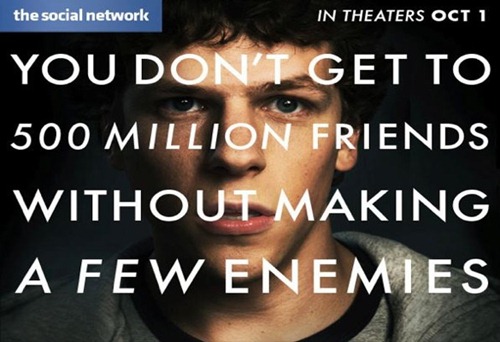 the social network
IN THEATERS OCT 1
YOU DON'T GET TO
500 MILLION FRIENDS
WITHOUT MAKING
A FEW ENEMIES